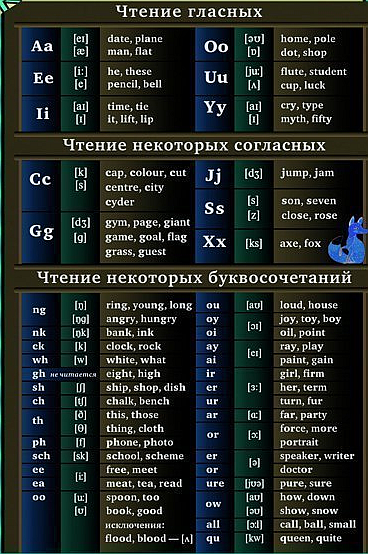 Чтение гласных
Aa [eɪ] date, plane
[æ] man, flat
Ee [i:] he, these
[e] pencil, bell
Ii [aɪ] time, tie
[ɪ] it, lift, lip
Oo [əʊ] home, pole
[ɒ] dot, shop
Uu [ju:] flute, student
[ʌ] cup, luck
Yy [aɪ] cry, type
[ɪ] myth, fifty
Чтение некоторых согласных
Cc [k] cap, colour, cut
[s] centre, city
cyder
Gg [dʒ] gym, page, giant
[g] game, goal, flag
grass, guest
Jj [dʒ] jump, jam
Ss [s] son, seven
[z] close, rose
Xx [ks] axe, fox
Чтение некоторых буквосочетаний
ng [ŋ] ring, young, long
[ŋg] angry, hungry
nk [ŋk] bank, ink
ck [k] clock, rock
wh [w] white, what
gh не читается eight, high
sh [ʃ] ship, shop, dish
ch [tʃ] chalk, bench
th [ð] this, those
[θ] thing, cloth
ph [f] phone, photo
sch [sk] school, scheme
ee [i:] free, meet
ea meat, tea, read
oo [u:] spoon, too
[ʊ] book, good
исключения:
flood, blood — [ʌ]
ou [aʊ] loud, house
oy [ɔɪ] joy, toy, boy
oi oil, point
ay [eɪ] ray, play
ai paint, gain
ir girl, firm
er [ɜ:] her, term
ur turn, fur
ar [ɑ:] far, party
or [ɔ:] force, more
portrait
er [ə] speaker, writer
or doctor
ure [jʊə] pure, sure
ow [aʊ] how, down
[əʊ] show, snow
all [ɔ:l] call, ball, small
qu [kw] queen, quite